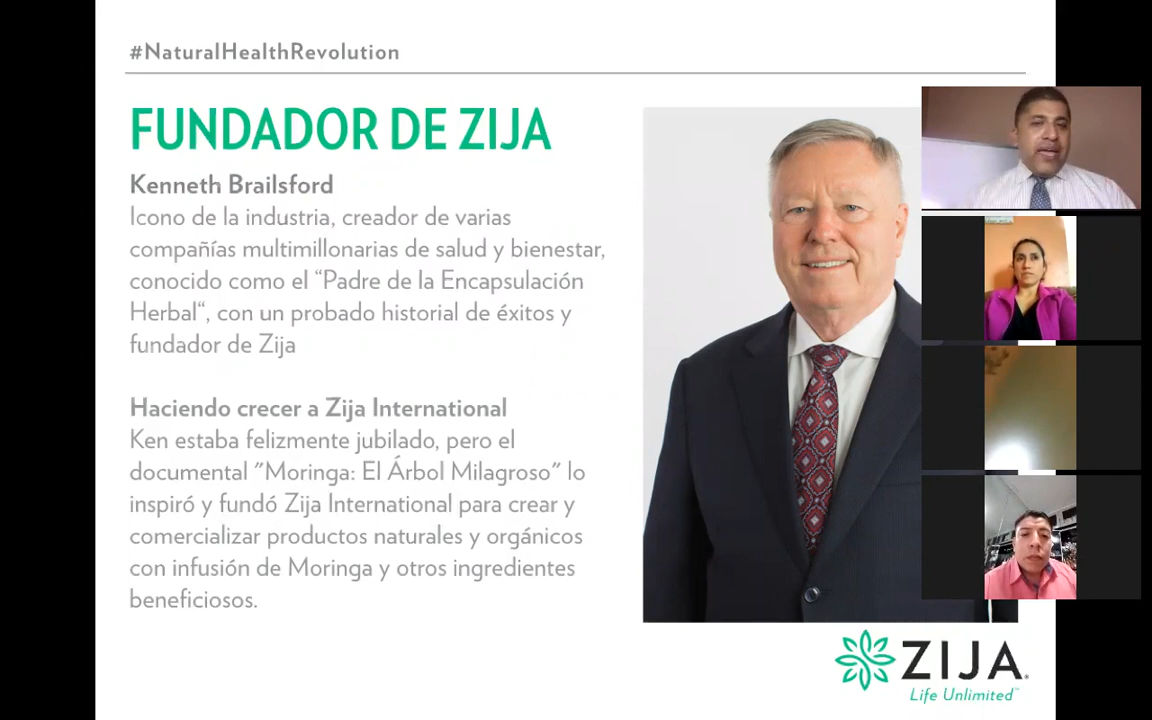 #NaturalHealthRevolution
FUNDADOR DE ZIJA
Kenneth Brailsford
Icono de la industria, creador de varias
compañías multimillonarias de salud y bienestar,
conocido como el “Padre de la Encapsulación
Herbal“, con un probado historial de éxitos y
fundador de Zija
Haciendo crecer a Zija International
Ken estaba felizmente jubilado, pero el
documental "Moringa: El Árbol Milagroso" lo
inspiró y fundó Zija International para crear y
comercializar productos naturales y orgánicos
con infusión de Moringa y otros ingredientes
beneficiosos.
ZIJA®
Life Unlimited™